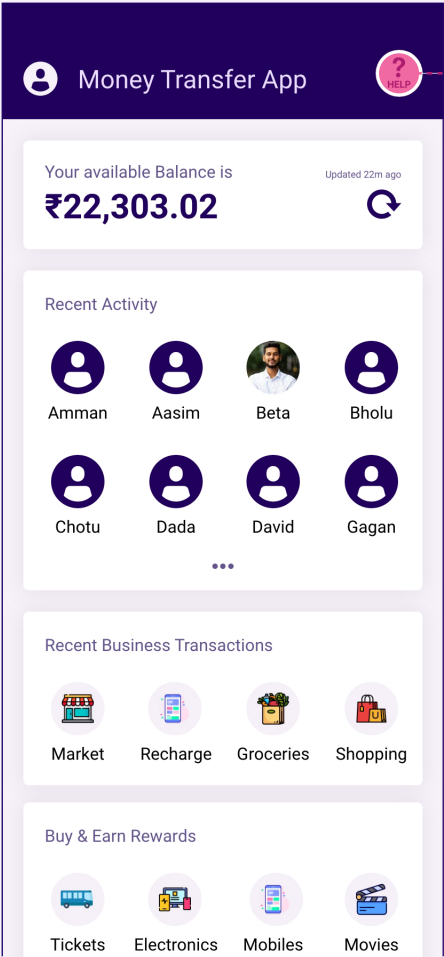 Money Transfer App
?
HELP
Your available Balance is
Updated 22m ago
₹22,303.02
Recent Activity
Amman Aasim Beta Bholu
Chotu Dada David Gagan
•••
Recent Business Transactions
Market Recharge Groceries Shopping
Buy & Earn Rewards
Tickets Electronics Mobiles Movies